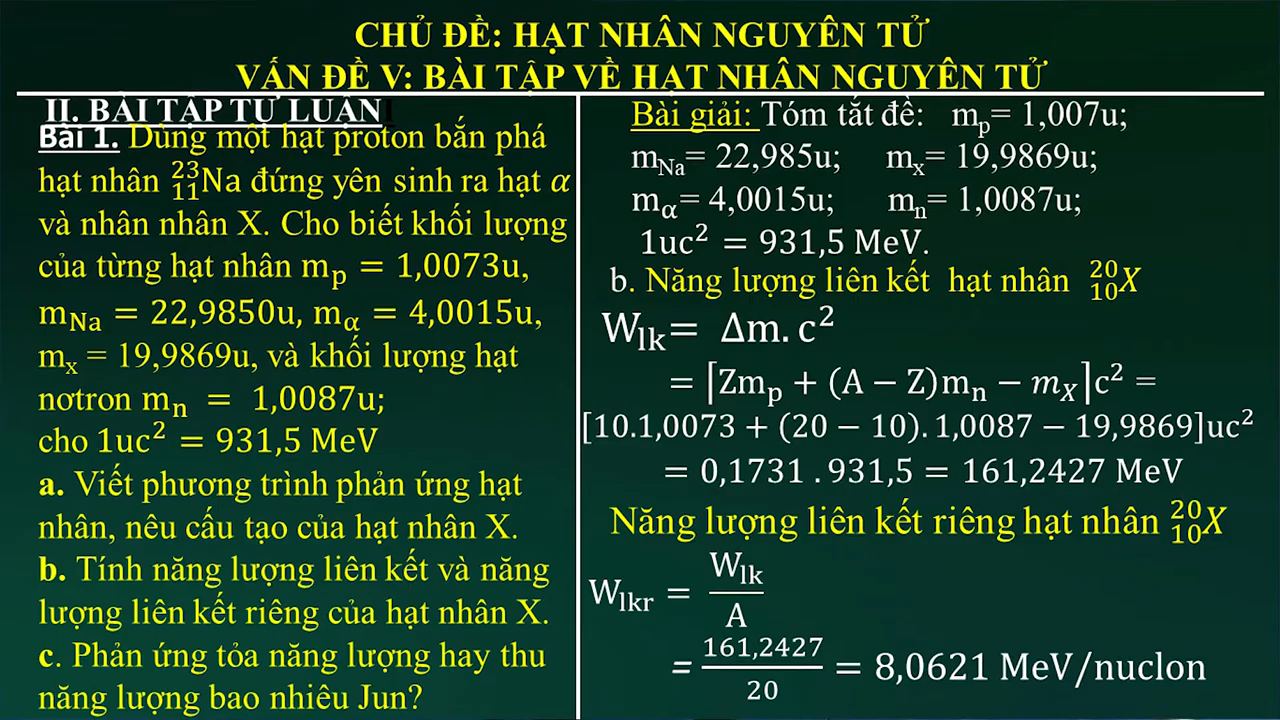 CHỦ ĐỀ: HẠT NHÂN NGUYÊN TỬ
VẤN ĐỀ V: BÀI TẬP VỀ HẠT NHÂN NGUYÊN TỬ
II. BÀI TẬP TỰ LUẬN
Bài 1. Dùng một hạt proton bắn phá
hạt nhân ²³₁₁Na đứng yên sinh ra hạt α
và nhân nhân X. Cho biết khối lượng
của từng hạt nhân mₚ = 1,0073u,
m_Na = 22,9850u, m_α = 4,0015u,
mₓ = 19,9869u, và khối lượng hạt
nơtron mₙ = 1,0087u;
cho 1uc² = 931,5 MeV
a. Viết phương trình phản ứng hạt
nhân, nêu cấu tạo của hạt nhân X.
b. Tính năng lượng liên kết và năng
lượng liên kết riêng của hạt nhân X.
c. Phản ứng tỏa năng lượng hay thu
năng lượng bao nhiêu Jun?
Bài giải: Tóm tắt đề: mₚ= 1,007u;
m_Na= 22,985u; mₓ= 19,9869u;
m_α= 4,0015u; mₙ= 1,0087u;
1uc² = 931,5 MeV.
b. Năng lượng liên kết hạt nhân ²⁰₁₀X
W_lk= Δm.c²
= [Zmₚ + (A − Z)mₙ − m_X]c² =
[10.1,0073 + (20 − 10).1,0087 − 19,9869]uc²
= 0,1731 .931,5 = 161,2427 MeV
Năng lượng liên kết riêng hạt nhân ²⁰₁₀X
W_lkr = W_lk/A
= 161,2427/20 = 8,0621 MeV/nuclon